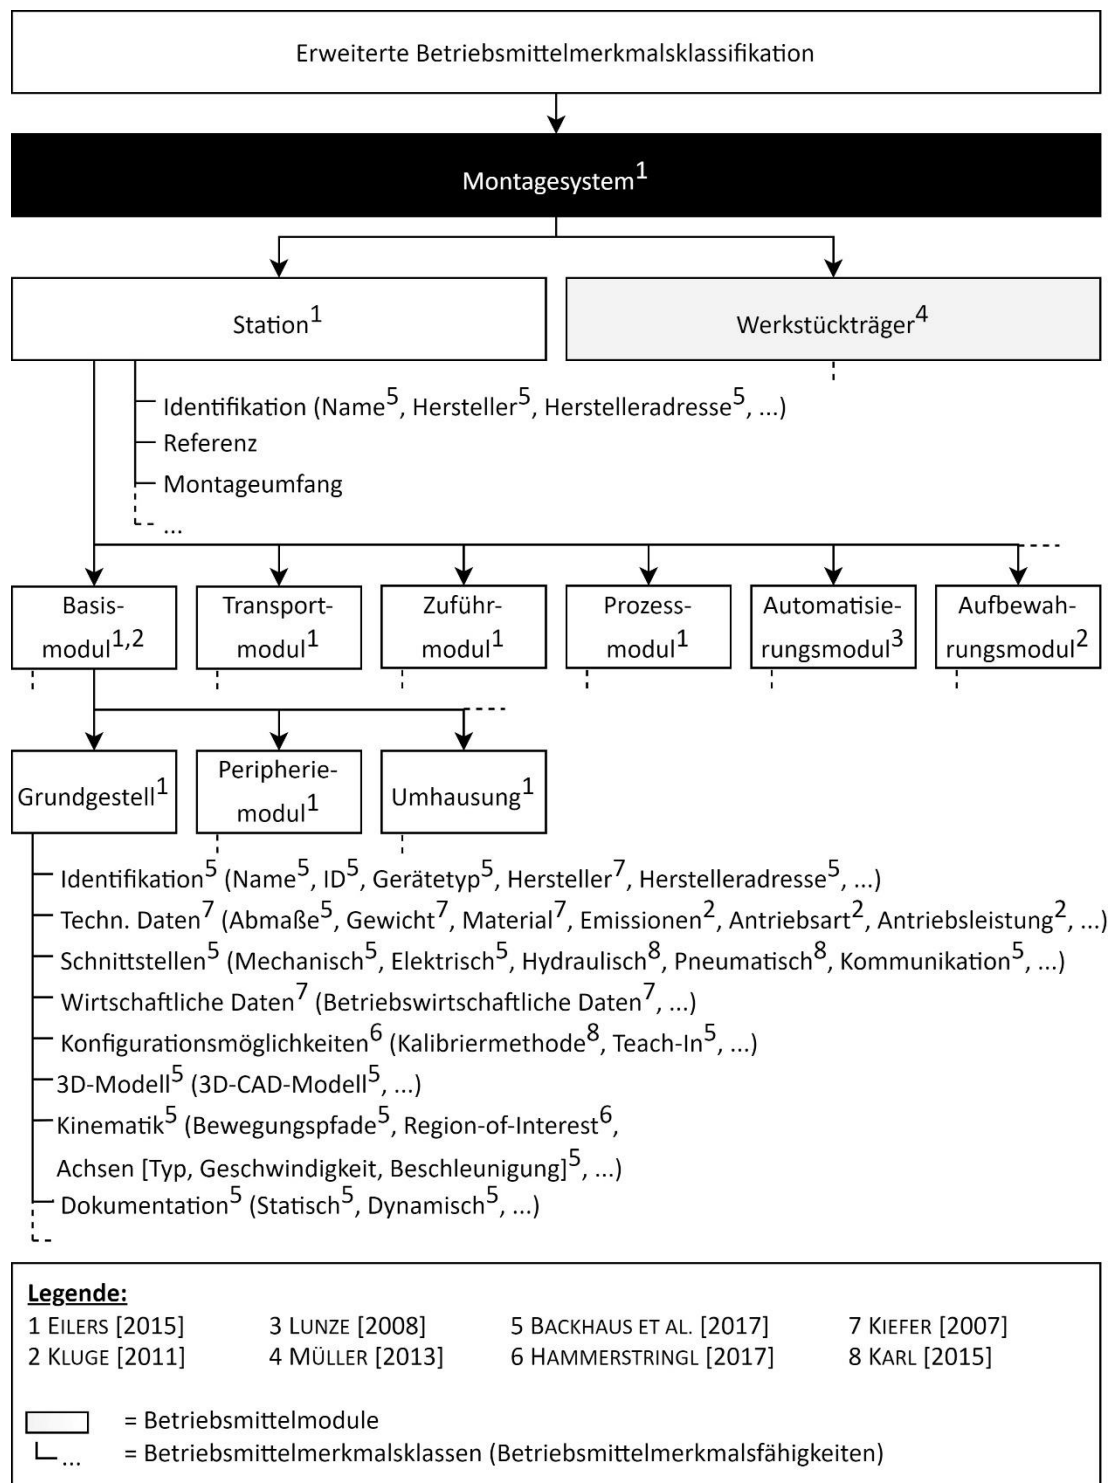 Erweiterte Betriebsmittelmerkmalsklassifikation
Montagesystem1
Station1
Werkstückträger4
Identifikation (Name5, Hersteller5, Herstelleradresse5, ...)
Referenz
Montageumfang
...
Basis-
modul1,2
Transport-
modul1
Zuführ-
modul1
Prozess-
modul1
Automatisie-
rungsmodul3
Aufbewah-
rungsmodul2
Grundgestell1
Peripherie-
modul1
Umhausung1
Identifikation5 (Name5, ID5, Gerätetyp5, Hersteller7, Herstelleradresse5, ...)
Techn. Daten7 (Abmaße5, Gewicht7, Material7, Emissionen2, Antriebsart2, Antriebsleistung2, ...)
Schnittstellen5 (Mechanisch5, Elektrisch5, Hydraulisch8, Pneumatisch8, Kommunikation5, ...)
Wirtschaftliche Daten7 (Betriebswirtschaftliche Daten7, ...)
Konfigurationsmöglichkeiten6 (Kalibriermethode8, Teach-In5, ...)
3D-Modell5 (3D-CAD-Modell5, ...)
Kinematik5 (Bewegungspfade5, Region-of-Interest6,
Achsen [Typ, Geschwindigkeit, Beschleunigung]5, ...)
Dokumentation5 (Statisch5, Dynamisch5, ...)
Legende:
1 EILERS [2015] 3 LUNZE [2008] 5 BACKHAUS ET AL. [2017] 7 KIEFER [2007]
2 KLUGE [2011] 4 MÜLLER [2013] 6 HAMMERSTRINGL [2017] 8 KARL [2015]
= Betriebsmittelmodule
... = Betriebsmittelmerkmalsklassen (Betriebsmittelmerkmalsfähigkeiten)